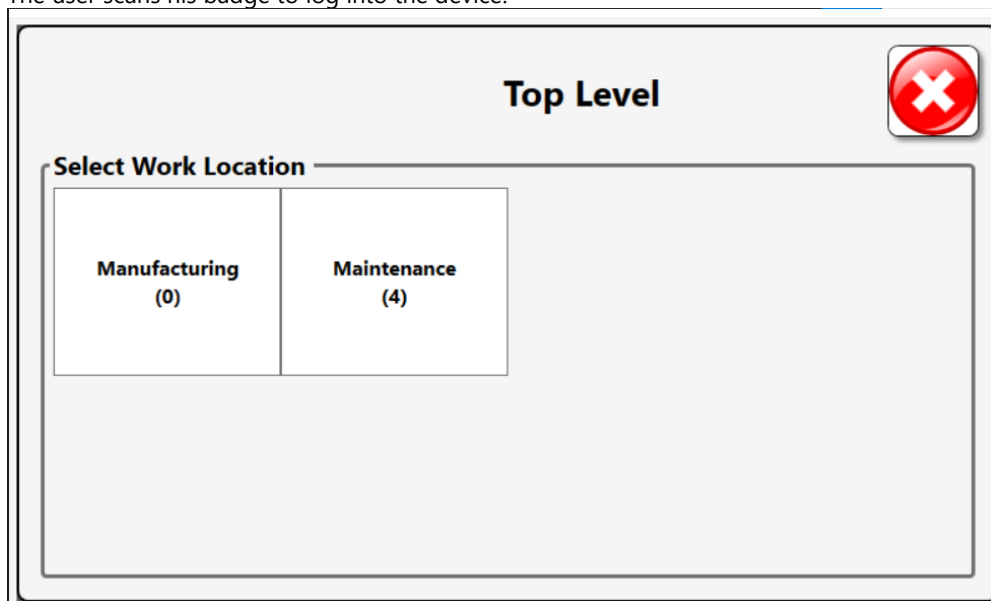 The user scans his badge to log into the device.
Top Level
Select Work Location
Manufacturing
(0)
Maintenance
(4)